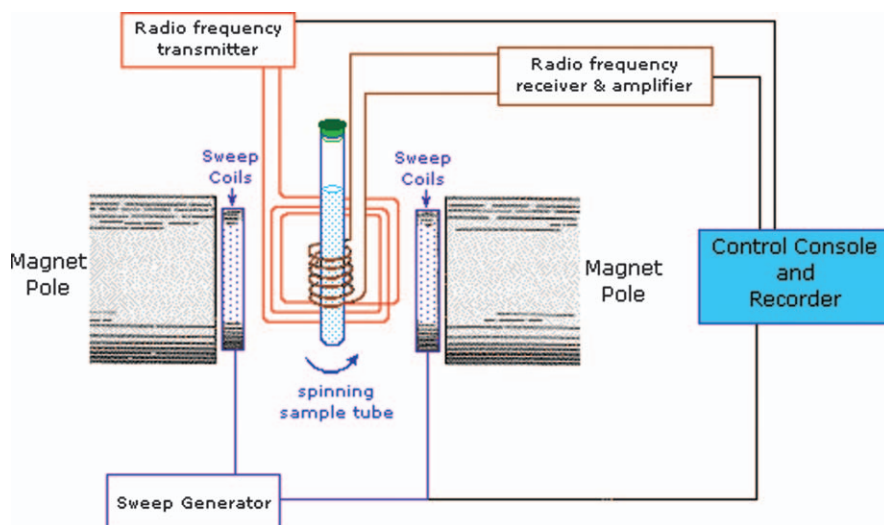 Radio frequency
transmitter
Radio frequency
receiver & amplifier
Sweep
Coils
Sweep
Coils
Magnet
Pole
Magnet
Pole
Control Console
and
Recorder
spinning
sample tube
Sweep Generator